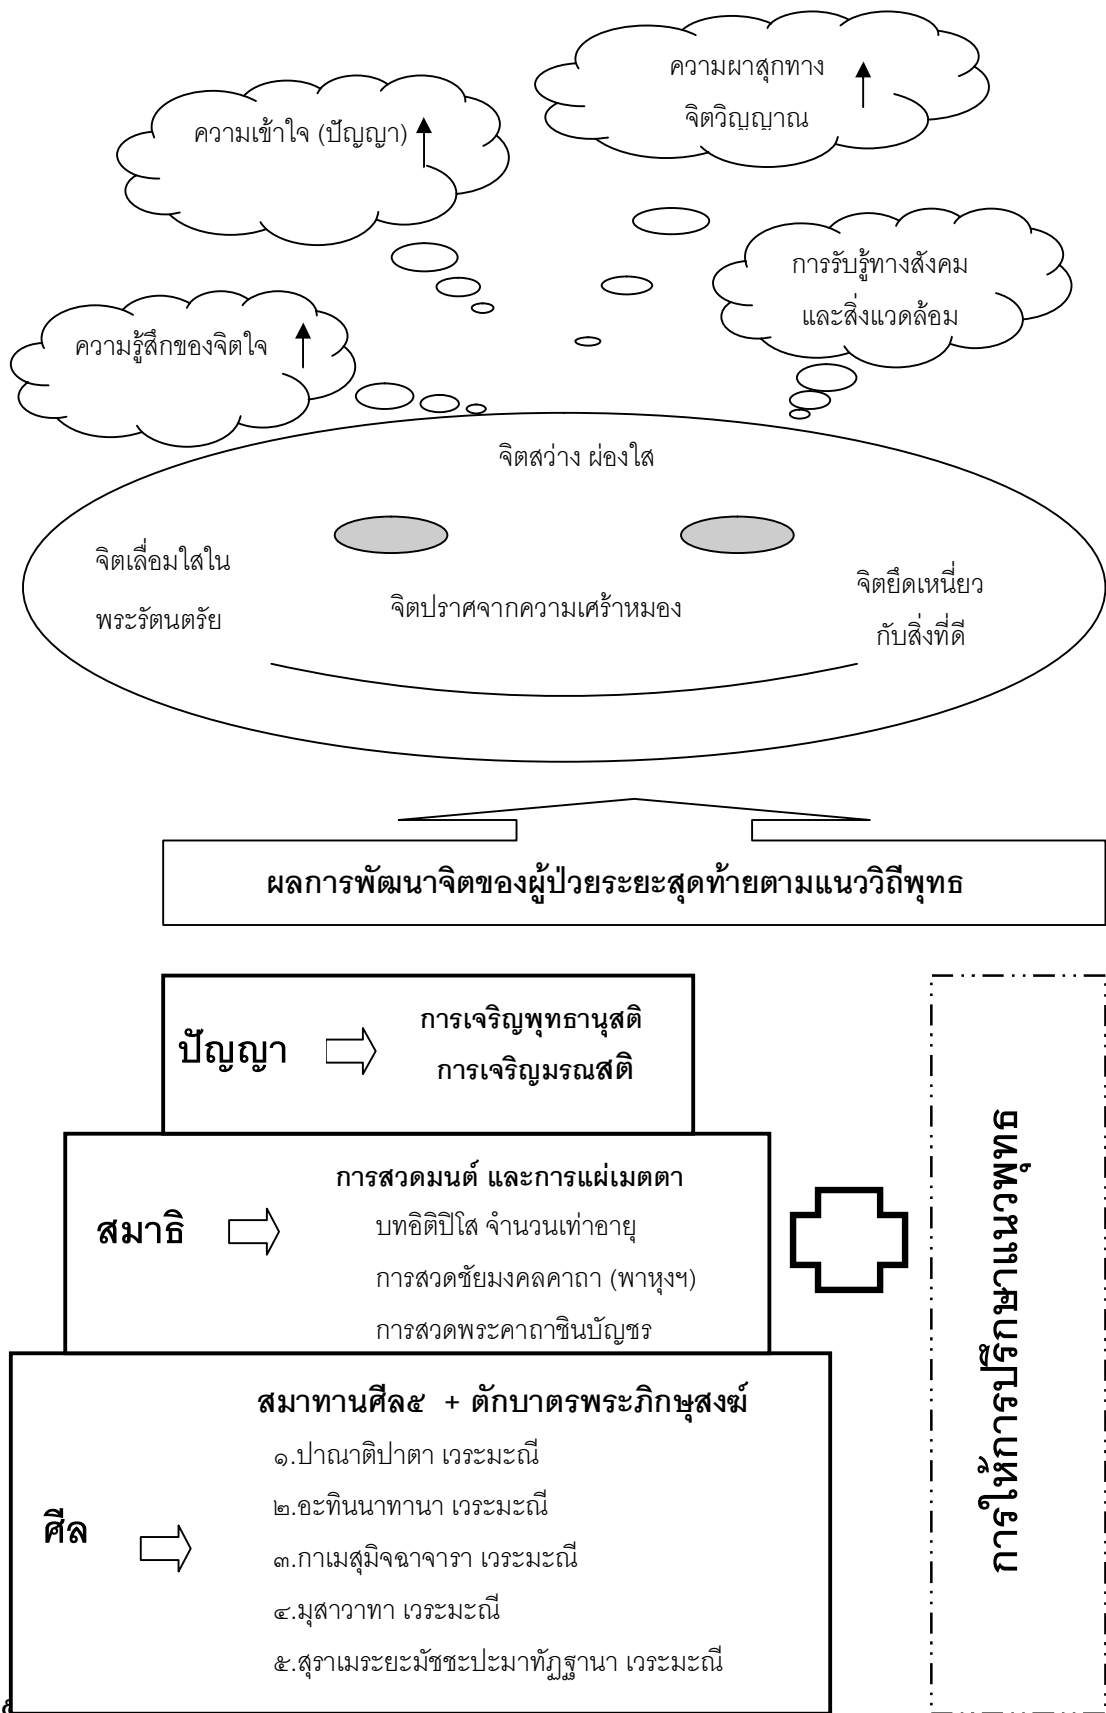 ความผาสุกทาง
จิตวิญญาณ
ความเข้าใจ (ปัญญา)
การรับรู้ทางสังคม
และสิ่งแวดล้อม
ความรู้สึกของจิตใจ
จิตสว่าง ผ่องใส
จิตเลื่อมใสใน
พระรัตนตรัย
จิตปราศจากความเศร้าหมอง
จิตยึดเหนี่ยว
กับสิ่งที่ดี
ผลการพัฒนาจิตของผู้ป่วยระยะสุดท้ายตามแนววิถีพุทธ
ปัญญา
การเจริญพุทธานุสติ
การเจริญมรณสติ
สมาธิ
การสวดมนต์ และการแผ่เมตตา
บทอิติปิโส จำนวนเท่าอายุ
การสวดชัยมงคลคาถา (พาหุงฯ)
การสวดพระคาถาชินบัญชร
ศีล
สมาทานศีล๕ + ตักบาตรพระภิกษุสงฆ์
๑.ปาณาติปาตา เวระมะณี
๒.อะทินนาทานา เวระมะณี
๓.กาเมสุมิจฉาจารา เวระมะณี
๔.มุสาวาทา เวระมะณี
๕.สุราเมระยะมัชชะปะมาทัฏฐานา เวระมะณี
การให้การปรึกษาแนวพุทธ